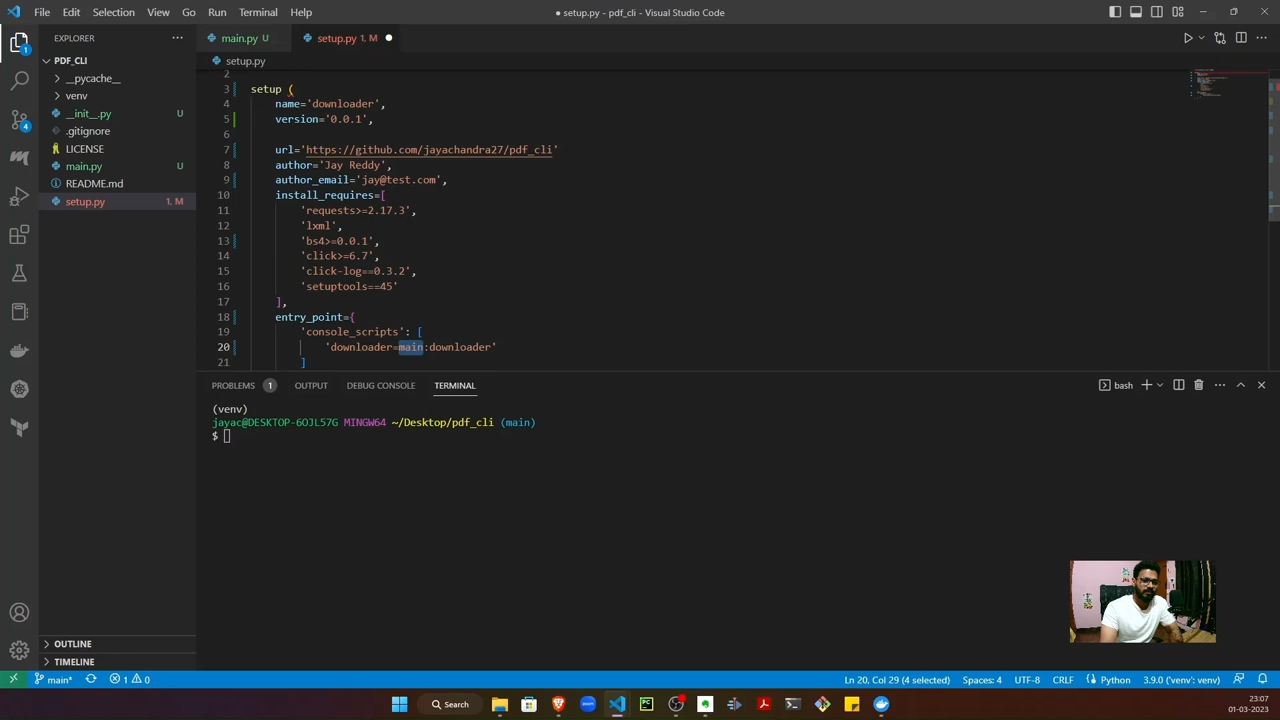 File Edit Selection View Go Run Terminal Help
● setup.py - pdf_cli - Visual Studio Code
EXPLORER ···
main.py U
setup.py 1, M ●
PDF_CLI
setup.py
__pycache__
venv
__init__.py U
.gitignore
LICENSE
main.py U
README.md
setup.py 1, M
1
4
2
3 setup (
4 name='downloader',
5 version='0.0.1',
6
7 url='https://github.com/jayachandra27/pdf_cli'
8 author='Jay Reddy',
9 author_email='jay@test.com',
10 install_requires=[
11 'requests>=2.17.3',
12 'lxml',
13 'bs4>=0.0.1',
14 'click>=6.7',
15 'click-log==0.3.2',
16 'setuptools==45'
17 ],
18 entry_point={
19 'console_scripts': [
20 'downloader=main:downloader'
21 ]
PROBLEMS 1 OUTPUT DEBUG CONSOLE TERMINAL
bash
(venv)
jayac@DESKTOP-6OJL57G MINGW64 ~/Desktop/pdf_cli (main)
$
OUTLINE
TIMELINE
main* 1 0
Ln 20, Col 29 (4 selected) Spaces: 4 UTF-8 CRLF Python 3.9.0 ('venv': venv)
Search
23:07
01-03-2023